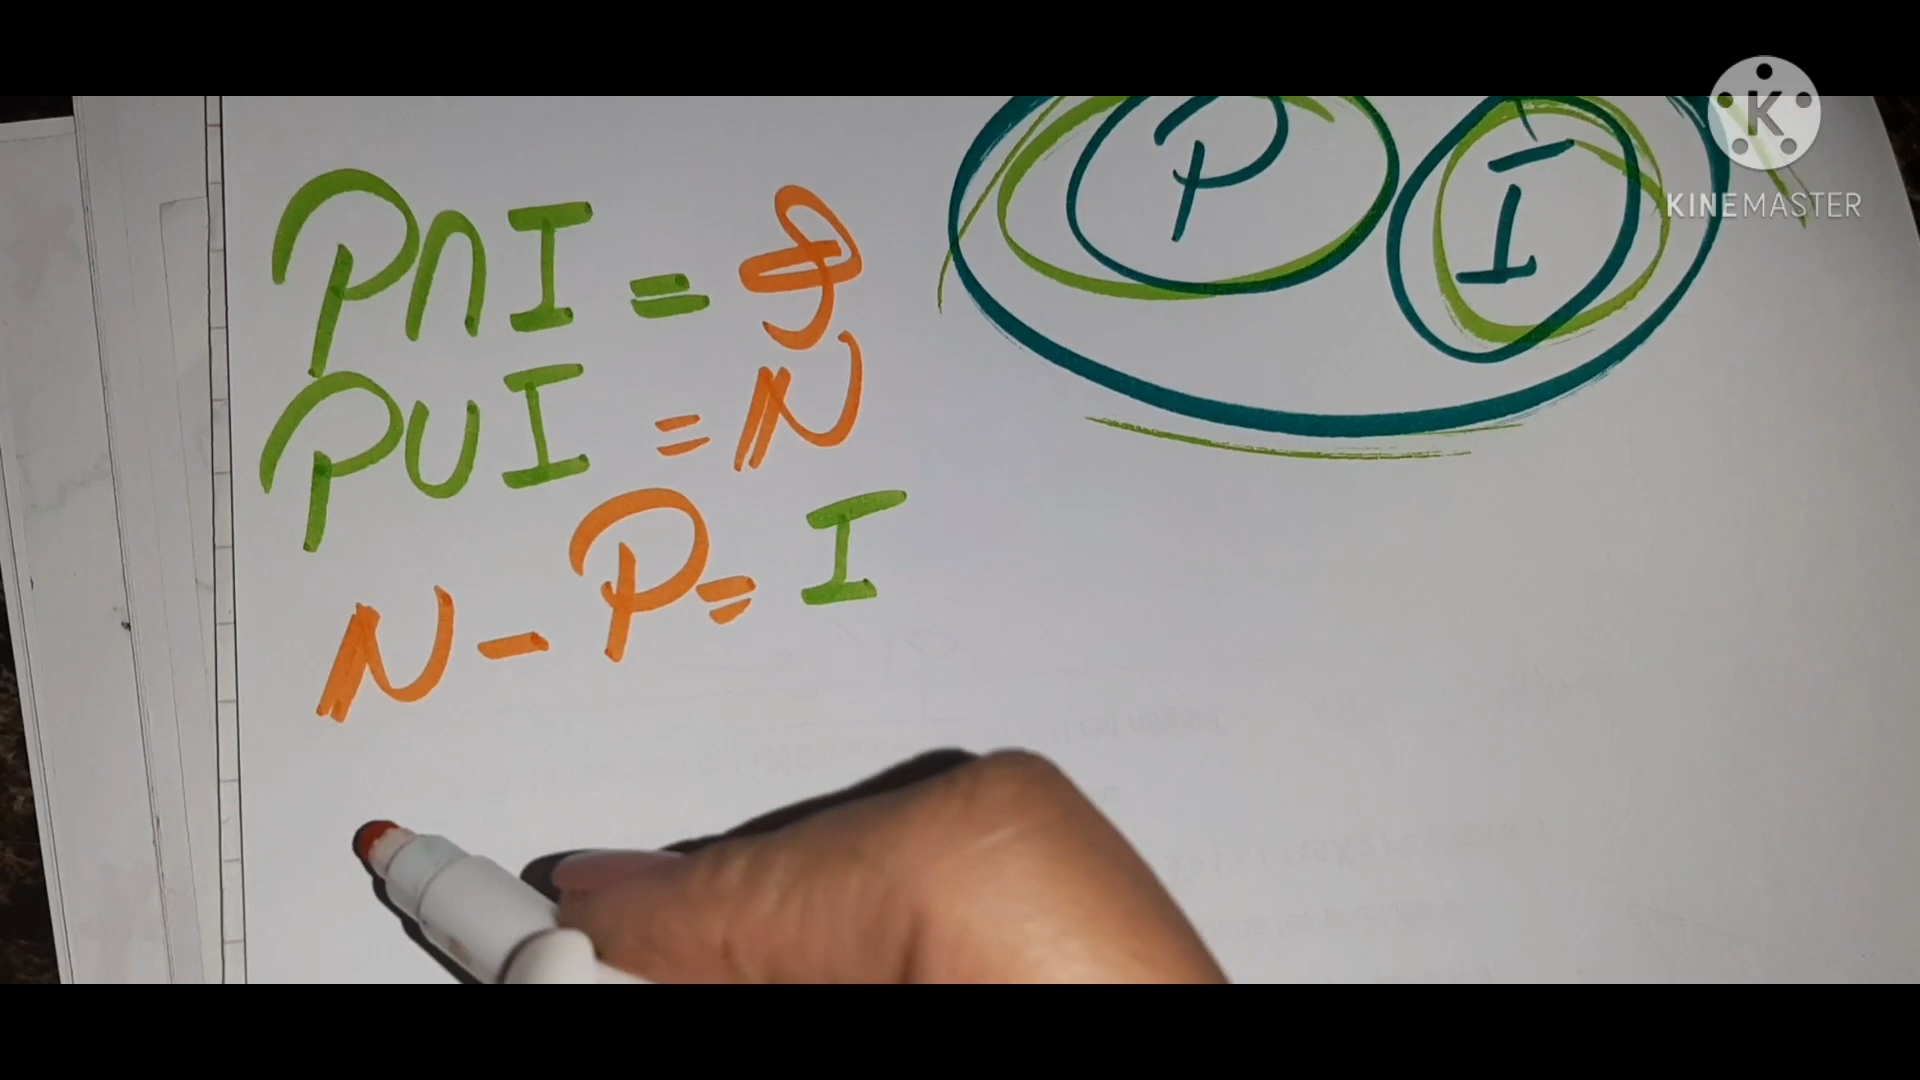 P∩I = ∅
P∪I = N
N - P = I
P
I
K
KINEMASTER